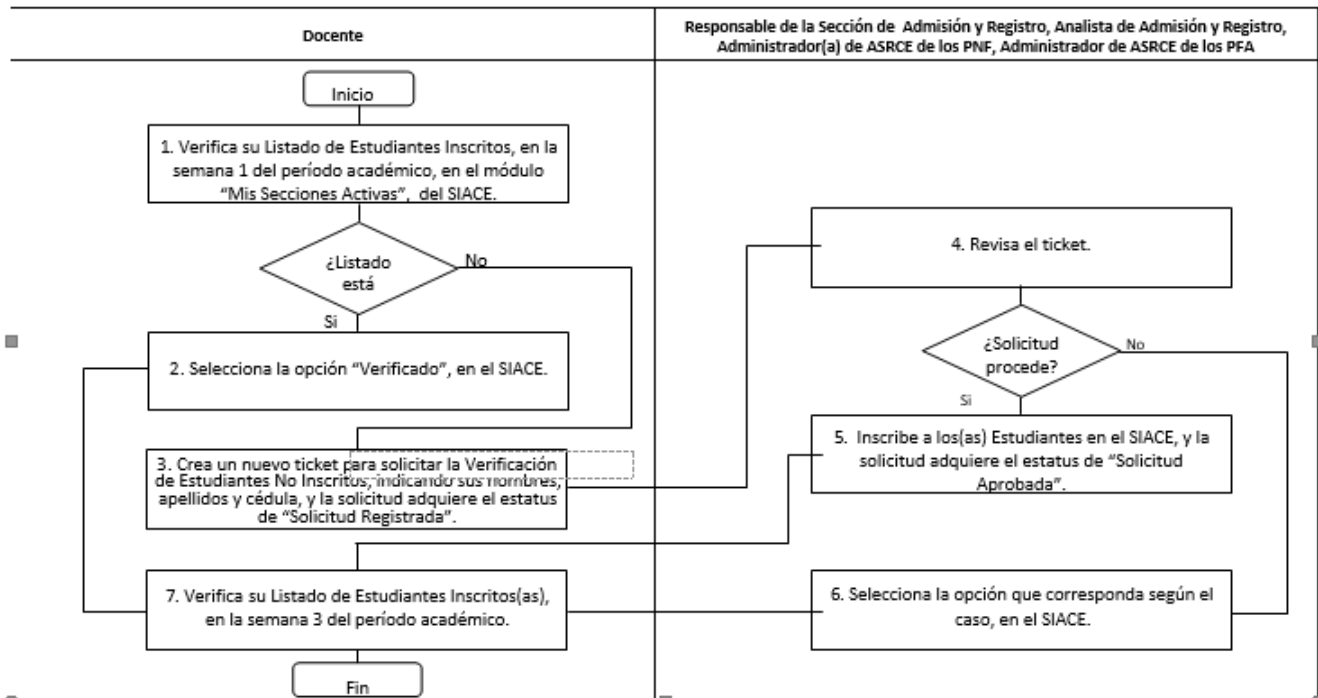 Docente
Responsable de la Sección de Admisión y Registro, Analista de Admisión y Registro,
Administrador(a) de ASRCE de los PNF, Administrador de ASRCE de los PFA
Inicio
1. Verifica su Listado de Estudiantes Inscritos, en la
semana 1 del período académico, en el módulo
“Mis Secciones Activas”, del SIACE.
¿Listado
está
No
Si
2. Selecciona la opción “Verificado”, en el SIACE.
3. Crea un nuevo ticket para solicitar la Verificación
de Estudiantes No Inscritos, indicando sus nombres,
apellidos y cédula, y la solicitud adquiere el estatus
de “Solicitud Registrada”.
4. Revisa el ticket.
¿Solicitud
procede?
No
Si
5. Inscribe a los(as) Estudiantes en el SIACE, y la
solicitud adquiere el estatus de “Solicitud
Aprobada”.
6. Selecciona la opción que corresponda según el
caso, en el SIACE.
7. Verifica su Listado de Estudiantes Inscritos(as),
en la semana 3 del período académico.
Fin